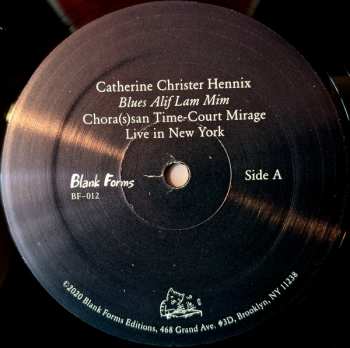 Catherine Christer Hennix
Blues Alif Lam Mim
Chora(s)san Time-Court Mirage
Live in New York
Blank Forms
BF-012
Side A
©2020 Blank Forms Editions, 468 Grand Ave. #3D, Brooklyn, NY 11238